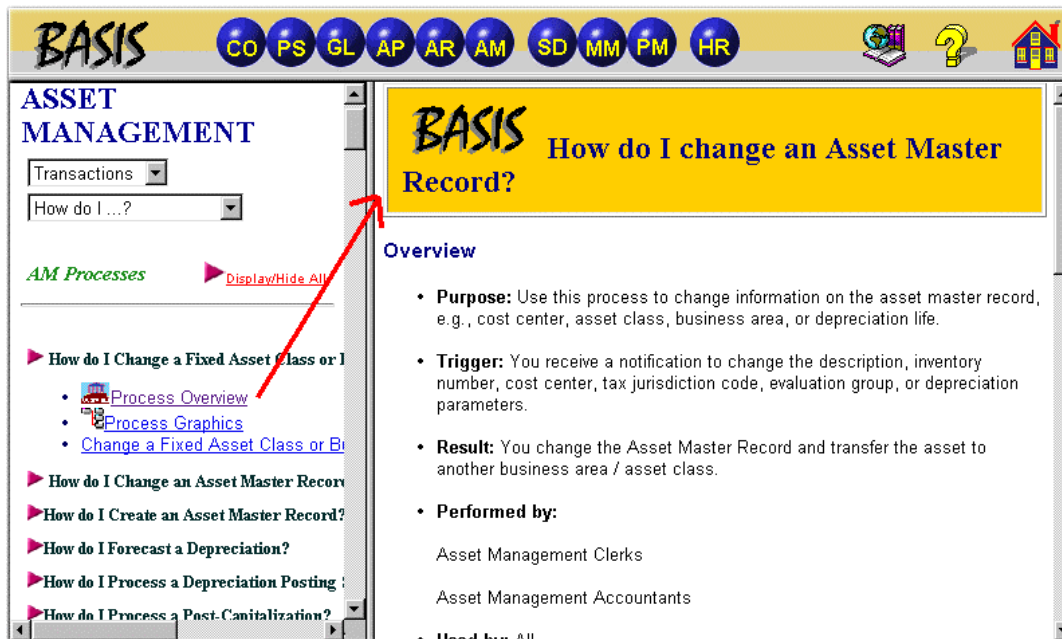 BASIS CO PS GL AP AR AM SD MM PM HR
ASSET
MANAGEMENT
Transactions
How do I ...?
AM Processes Display/Hide All
How do I Change a Fixed Asset Class or
Process Overview
Process Graphics
Change a Fixed Asset Class or
How do I Change an Asset Master
How do I Create an Asset Master Record?
How do I Forecast a Depreciation?
How do I Process a Depreciation Posting
How do I Process a Post-Capitalization?
BASIS How do I change an Asset Master
Record?
Overview
• Purpose: Use this process to change information on the asset master record,
e.g., cost center, asset class, business area, or depreciation life.
• Trigger: You receive a notification to change the description, inventory
number, cost center, tax jurisdiction code, evaluation group, or depreciation
parameters.
• Result: You change the Asset Master Record and transfer the asset to
another business area / asset class.
• Performed by:
Asset Management Clerks
Asset Management Accountants
• Used by: All